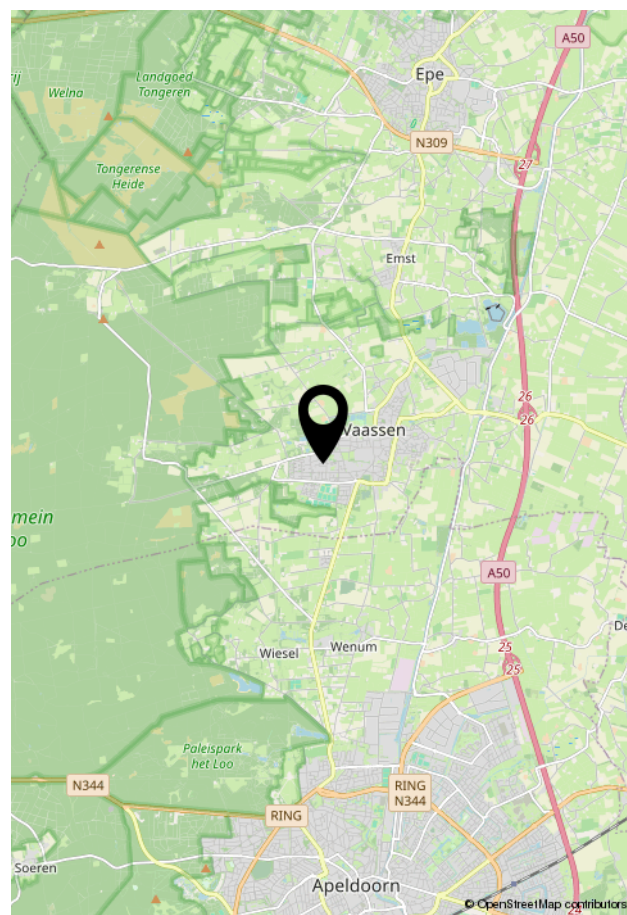 A50
Epe
rij
Welna
Landgoed
Tongeren
N309
27
Tongerense
Heide
Emst
26
26
Vaassen
mein
oo
A50
De
25
25
Wiesel
Wenum
Paleispark
het Loo
N344
RING
N344
RING
Soeren
Apeldoorn
24
© OpenStreetMap contributors